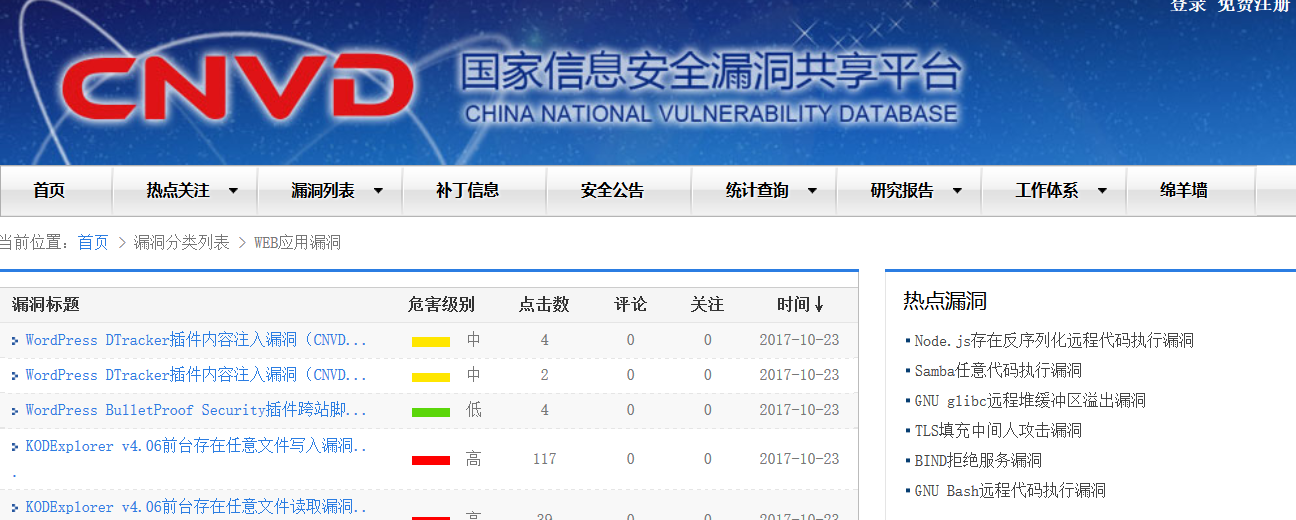 登录 免费注册
CNVD
国家信息安全漏洞共享平台
CHINA NATIONAL VULNERABILITY DATABASE
首页 热点关注 漏洞列表 补丁信息 安全公告 统计查询 研究报告 工作体系 绵羊墙
当前位置: 首页 > 漏洞分类列表 > WEB应用漏洞
漏洞标题 危害级别 点击数 评论 关注 时间↓
WordPress DTracker插件内容注入漏洞（CNVD... 中 4 0 0 2017-10-23
WordPress DTracker插件内容注入漏洞（CNVD... 中 2 0 0 2017-10-23
WordPress BulletProof Security插件跨站脚... 低 4 0 0 2017-10-23
KODExplorer v4.06前台存在任意文件写入漏洞.. 高 117 0 0 2017-10-23
.
KODExplorer v4.06前台存在任意文件读取漏洞.. 高 39 0 0 2017-10-23
热点漏洞
Node.js存在反序列化远程代码执行漏洞
Samba任意代码执行漏洞
GNU glibc远程堆缓冲区溢出漏洞
TLS填充中间人攻击漏洞
BIND拒绝服务漏洞
GNU Bash远程代码执行漏洞